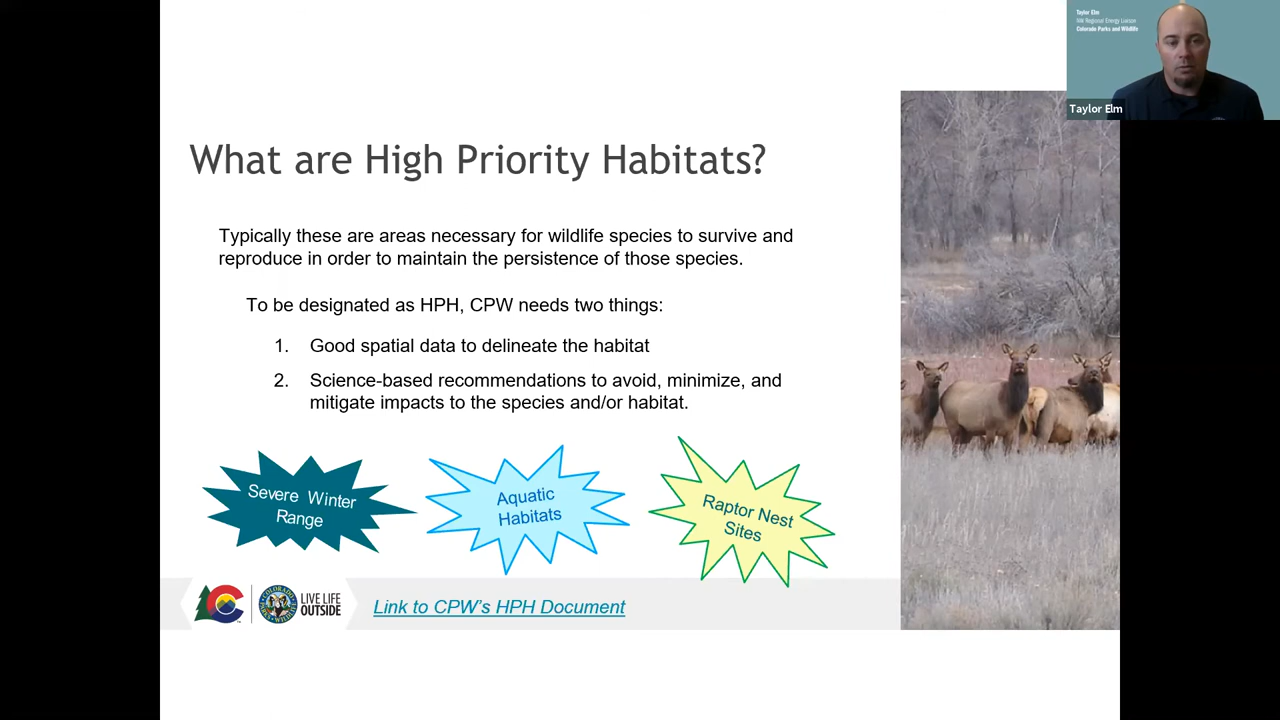 Taylor Elm
NW Regional Energy Liaison
Colorado Parks and Wildlife
Taylor Elm
What are High Priority Habitats?
Typically these are areas necessary for wildlife species to survive and
reproduce in order to maintain the persistence of those species.
To be designated as HPH, CPW needs two things:
1. Good spatial data to delineate the habitat
2. Science-based recommendations to avoid, minimize, and
mitigate impacts to the species and/or habitat.
Severe Winter
Range
Aquatic
Habitats
Raptor Nest
Sites
COLORADO
PARKS & WILDLIFE
LIVE LIFE
OUTSIDE
Link to CPW's HPH Document